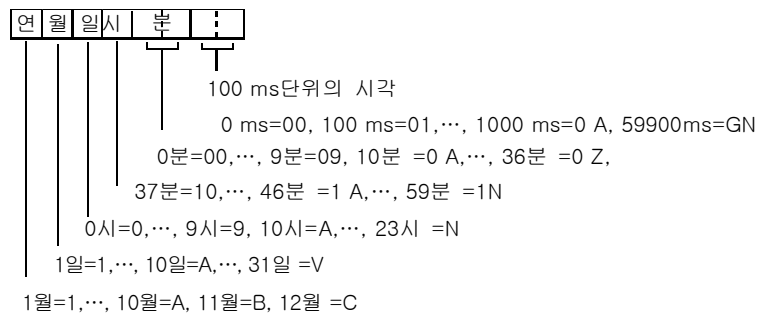 연 월 일 시 분
100 ms단위의 시각
0 ms=00, 100 ms=01,…, 1000 ms=0 A, 59900ms=GN
0분=00,…, 9분=09, 10분 =0 A,…, 36분 =0 Z,
37분=10,…, 46분 =1 A,…, 59분 =1N
0시=0,…, 9시=9, 10시=A,…, 23시 =N
1일=1,…, 10일=A,…, 31일 =V
1월=1,…, 10월=A, 11월=B, 12월 =C